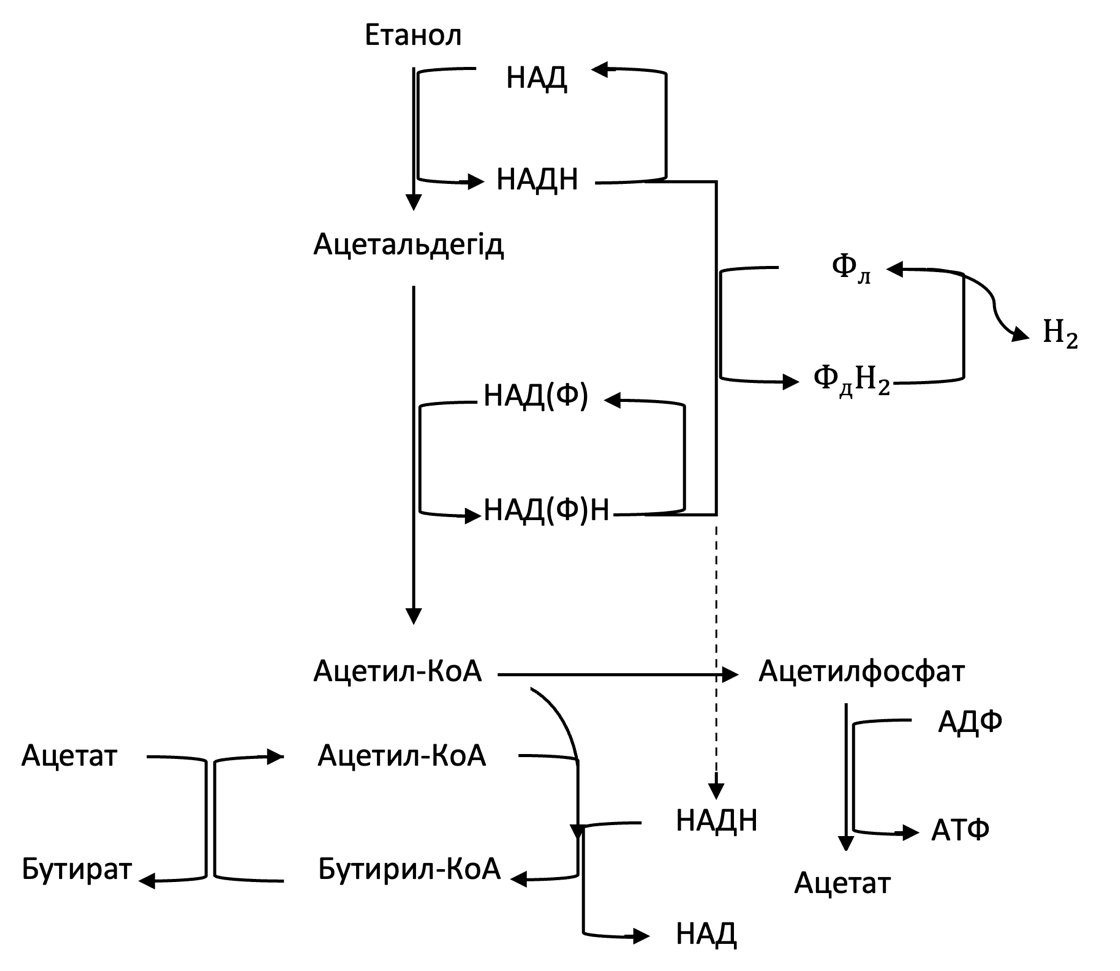 Етанол
НАД
НАДН
Ацетальдегід
Фл
H2
ФдH2
НАД(Ф)
НАД(Ф)Н
Ацетил-КоА
Ацетилфосфат
АДФ
Ацетат
Ацетил-КоА
НАДН
АТФ
Бутират
Бутирил-КоА
Ацетат
НАД